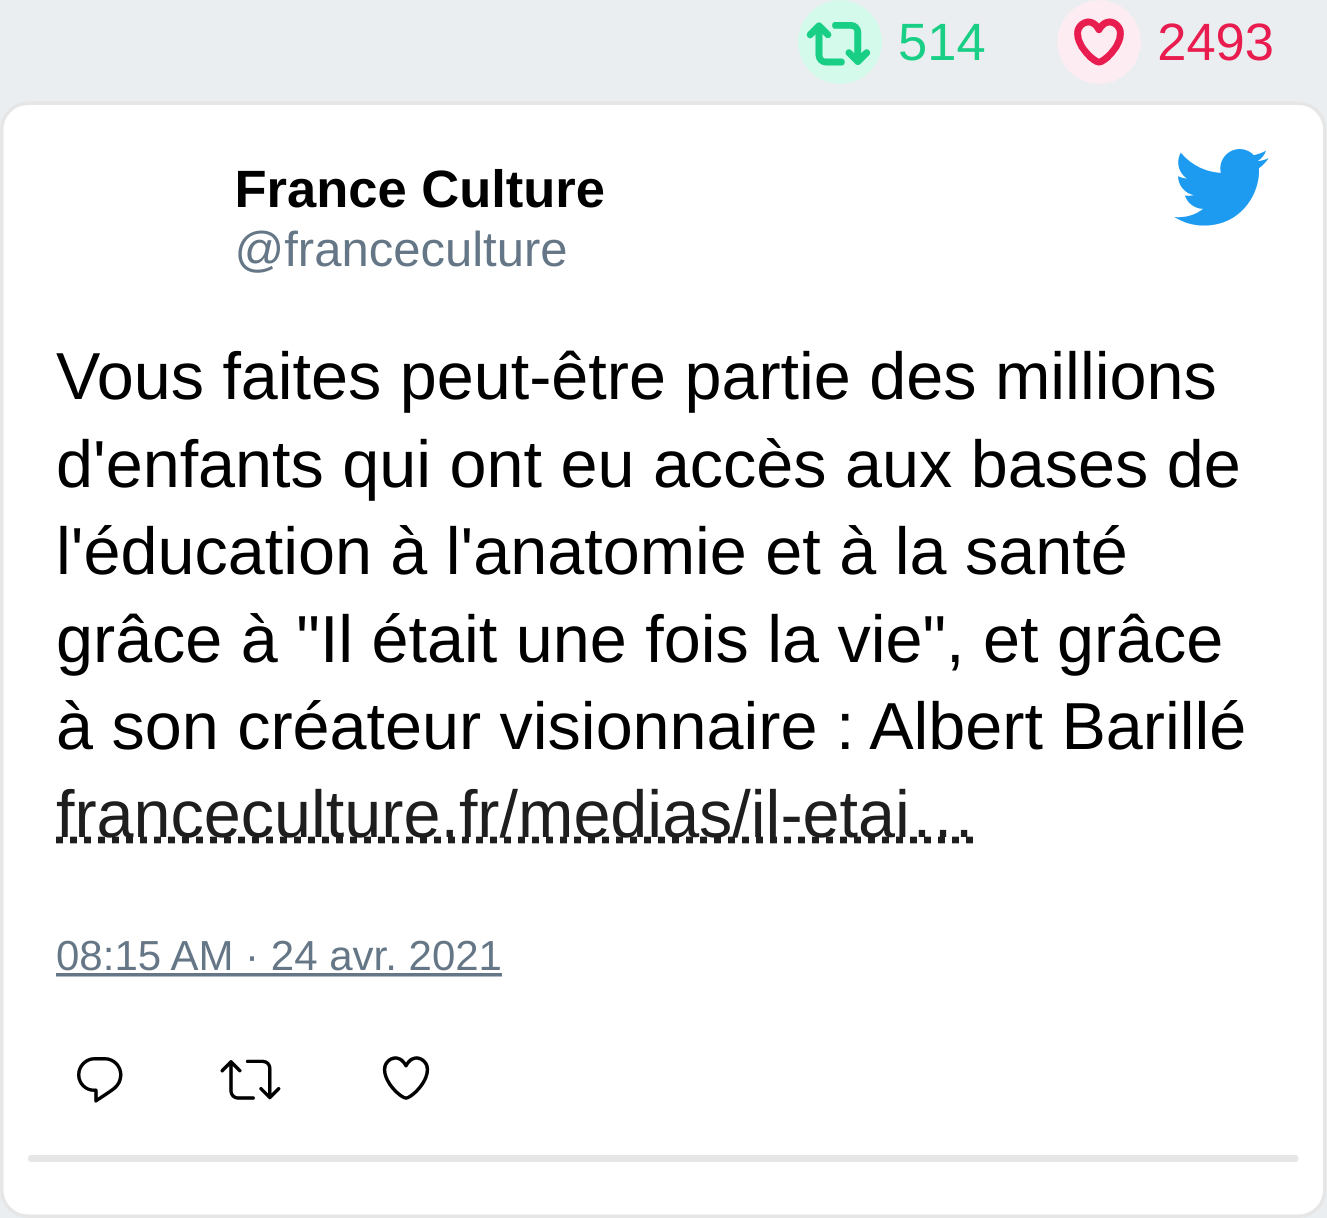 514 2493
France Culture
@franceculture
Vous faites peut-être partie des millions
d'enfants qui ont eu accès aux bases de
l'éducation à l'anatomie et à la santé
grâce à "Il était une fois la vie", et grâce
à son créateur visionnaire : Albert Barillé
franceculture.fr/medias/il-etai…
08:15 AM · 24 avr. 2021